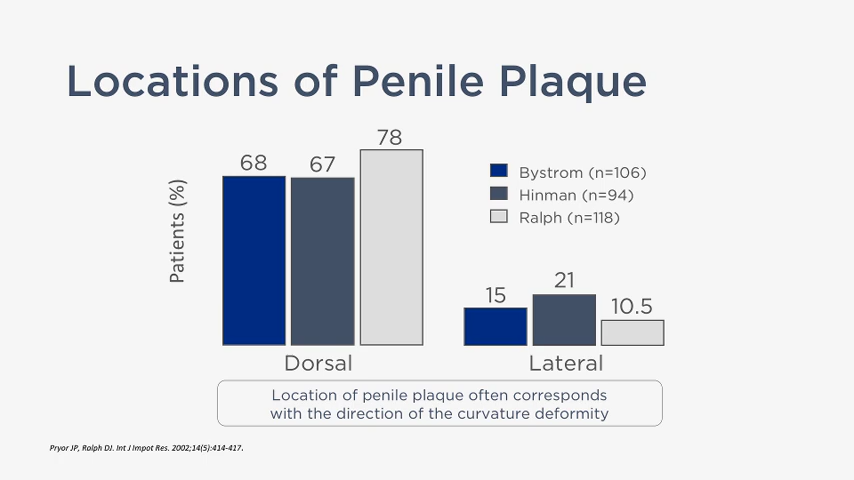 Locations of Penile Plaque
Patients (%)
68
67
78
Bystrom (n=106)
Hinman (n=94)
Ralph (n=118)
15
21
10.5
Dorsal
Lateral
Location of penile plaque often corresponds
with the direction of the curvature deformity
Pryor JP, Ralph DJ. Int J Impot Res. 2002;14(5):414-417.